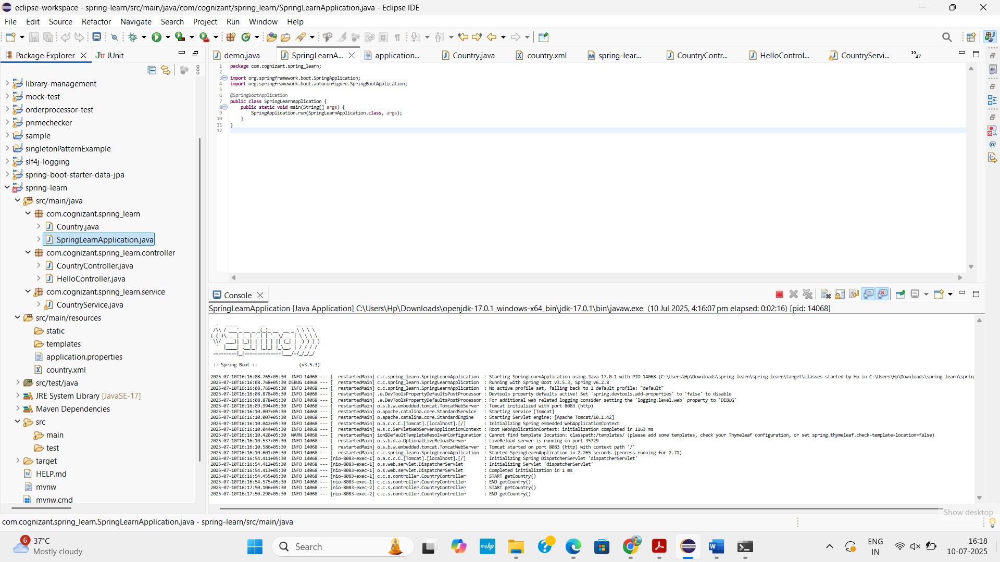 eclipse-workspace - spring-learn/src/main/java/com/cognizant/spring_learn/SpringLearnApplication.java - Eclipse IDE
File Edit Source Refactor Navigate Search Project Run Window Help
Package Explorer JUnit
library-management
mock-test
orderprocessor-test
primechecker
sample
singletonPatternExample
slf4j-logging
spring-boot-starter-data-jpa
spring-learn
src/main/java
com.cognizant.spring_learn
Country.java
SpringLearnApplication.java
com.cognizant.spring_learn.controller
CountryController.java
HelloController.java
com.cognizant.spring_learn.service
CountryService.java
src/main/resources
static
templates
application.properties
country.xml
src/test/java
JRE System Library [JavaSE-17]
Maven Dependencies
src
main
test
target
HELP.md
mvnw
mvnw.cmd
demo.java SpringLearnA... application... Country.java country.xml spring-lear... CountryContr... HelloControl... CountryServi... »47
1 package com.cognizant.spring_learn;
2
3 import org.springframework.boot.SpringApplication;
4 import org.springframework.boot.autoconfigure.SpringBootApplication;
5
6 @SpringBootApplication
7 public class SpringLearnApplication {
8 public static void main(String[] args) {
9 SpringApplication.run(SpringLearnApplication.class, args);
10 }
11 }
12
Console
SpringLearnApplication [Java Application] C:\Users\Hp\Downloads\openjdk-17.0.1_windows-x64_bin\jdk-17.0.1\bin\javaw.exe (10 Jul 2025, 4:16:07 pm elapsed: 0:02:16) [pid: 14068]
:: Spring Boot :: (v3.5.3)
2025-07-10T16:16:08.765+05:30 INFO 14068 --- [ restartedMain] c.c.spring_learn.SpringLearnApplication : Starting SpringLearnApplication using Java 17.0.1 with PID 14068 (C:\Users\Hp\Downloads\spring-learn\spring-learn\target\classes started by Hp in C:\Users\Hp\Downloads\spring-learn\sprin
2025-07-10T16:16:08.768+05:30 DEBUG 14068 --- [ restartedMain] c.c.spring_learn.SpringLearnApplication : Running with Spring Boot v3.5.3, Spring v6.2.8
2025-07-10T16:16:08.769+05:30 INFO 14068 --- [ restartedMain] c.c.spring_learn.SpringLearnApplication : No active profile set, falling back to 1 default profile: "default"
2025-07-10T16:16:08.878+05:30 INFO 14068 --- [ restartedMain] .e.DevToolsPropertyDefaultsPostProcessor : Devtools property defaults active! Set 'spring.devtools.add-properties' to 'false' to disable
2025-07-10T16:16:08.878+05:30 INFO 14068 --- [ restartedMain] .e.DevToolsPropertyDefaultsPostProcessor : For additional web related logging consider setting the 'logging.level.web' property to 'DEBUG'
2025-07-10T16:16:09.994+05:30 INFO 14068 --- [ restartedMain] o.s.b.w.embedded.tomcat.TomcatWebServer : Tomcat initialized with port 8083 (http)
2025-07-10T16:16:10.007+05:30 INFO 14068 --- [ restartedMain] o.apache.catalina.core.StandardService : Starting service [Tomcat]
2025-07-10T16:16:10.007+05:30 INFO 14068 --- [ restartedMain] o.apache.catalina.core.StandardEngine : Starting Servlet engine: [Apache Tomcat/10.1.42]
2025-07-10T16:16:10.042+05:30 INFO 14068 --- [ restartedMain] o.a.c.c.C.[Tomcat].[localhost].[/] : Initializing Spring embedded WebApplicationContext
2025-07-10T16:16:10.044+05:30 INFO 14068 --- [ restartedMain] w.s.c.ServletWebServerApplicationContext : Root WebApplicationContext: initialization completed in 1163 ms
2025-07-10T16:16:10.420+05:30 WARN 14068 --- [ restartedMain] ion$DefaultTemplateResolverConfiguration : Cannot find template location: classpath:/templates/ (please add some templates, check your Thymeleaf configuration, or set spring.thymeleaf.check-template-location=false)
2025-07-10T16:16:10.537+05:30 INFO 14068 --- [ restartedMain] o.s.b.d.a.OptionalLiveReloadServer : LiveReload server is running on port 35729
2025-07-10T16:16:10.586+05:30 INFO 14068 --- [ restartedMain] o.s.b.w.embedded.tomcat.TomcatWebServer : Tomcat started on port 8083 (http) with context path '/'
2025-07-10T16:16:10.601+05:30 INFO 14068 --- [ restartedMain] c.c.spring_learn.SpringLearnApplication : Started SpringLearnApplication in 2.265 seconds (process running for 2.71)
2025-07-10T16:16:54.411+05:30 INFO 14068 --- [nio-8083-exec-1] o.a.c.c.C.[Tomcat].[localhost].[/] : Initializing Spring DispatcherServlet 'dispatcherServlet'
2025-07-10T16:16:54.412+05:30 INFO 14068 --- [nio-8083-exec-1] o.s.web.servlet.DispatcherServlet : Initializing Servlet 'dispatcherServlet'
2025-07-10T16:16:54.413+05:30 INFO 14068 --- [nio-8083-exec-1] o.s.web.servlet.DispatcherServlet : Completed initialization in 1 ms
2025-07-10T16:16:54.455+05:30 INFO 14068 --- [nio-8083-exec-1] c.c.s.controller.CountryController : START getCountry()
2025-07-10T16:16:54.575+05:30 INFO 14068 --- [nio-8083-exec-1] c.c.s.controller.CountryController : END getCountry()
2025-07-10T16:17:50.106+05:30 INFO 14068 --- [nio-8083-exec-2] c.c.s.controller.CountryController : START getCountry()
2025-07-10T16:17:50.290+05:30 INFO 14068 --- [nio-8083-exec-2] c.c.s.controller.CountryController : END getCountry()
Show desktop
com.cognizant.spring_learn.SpringLearnApplication.java - spring-learn/src/main/java
6
37°C
Mostly cloudy
Search
myhp
ENG
IN
16:18
10-07-2025